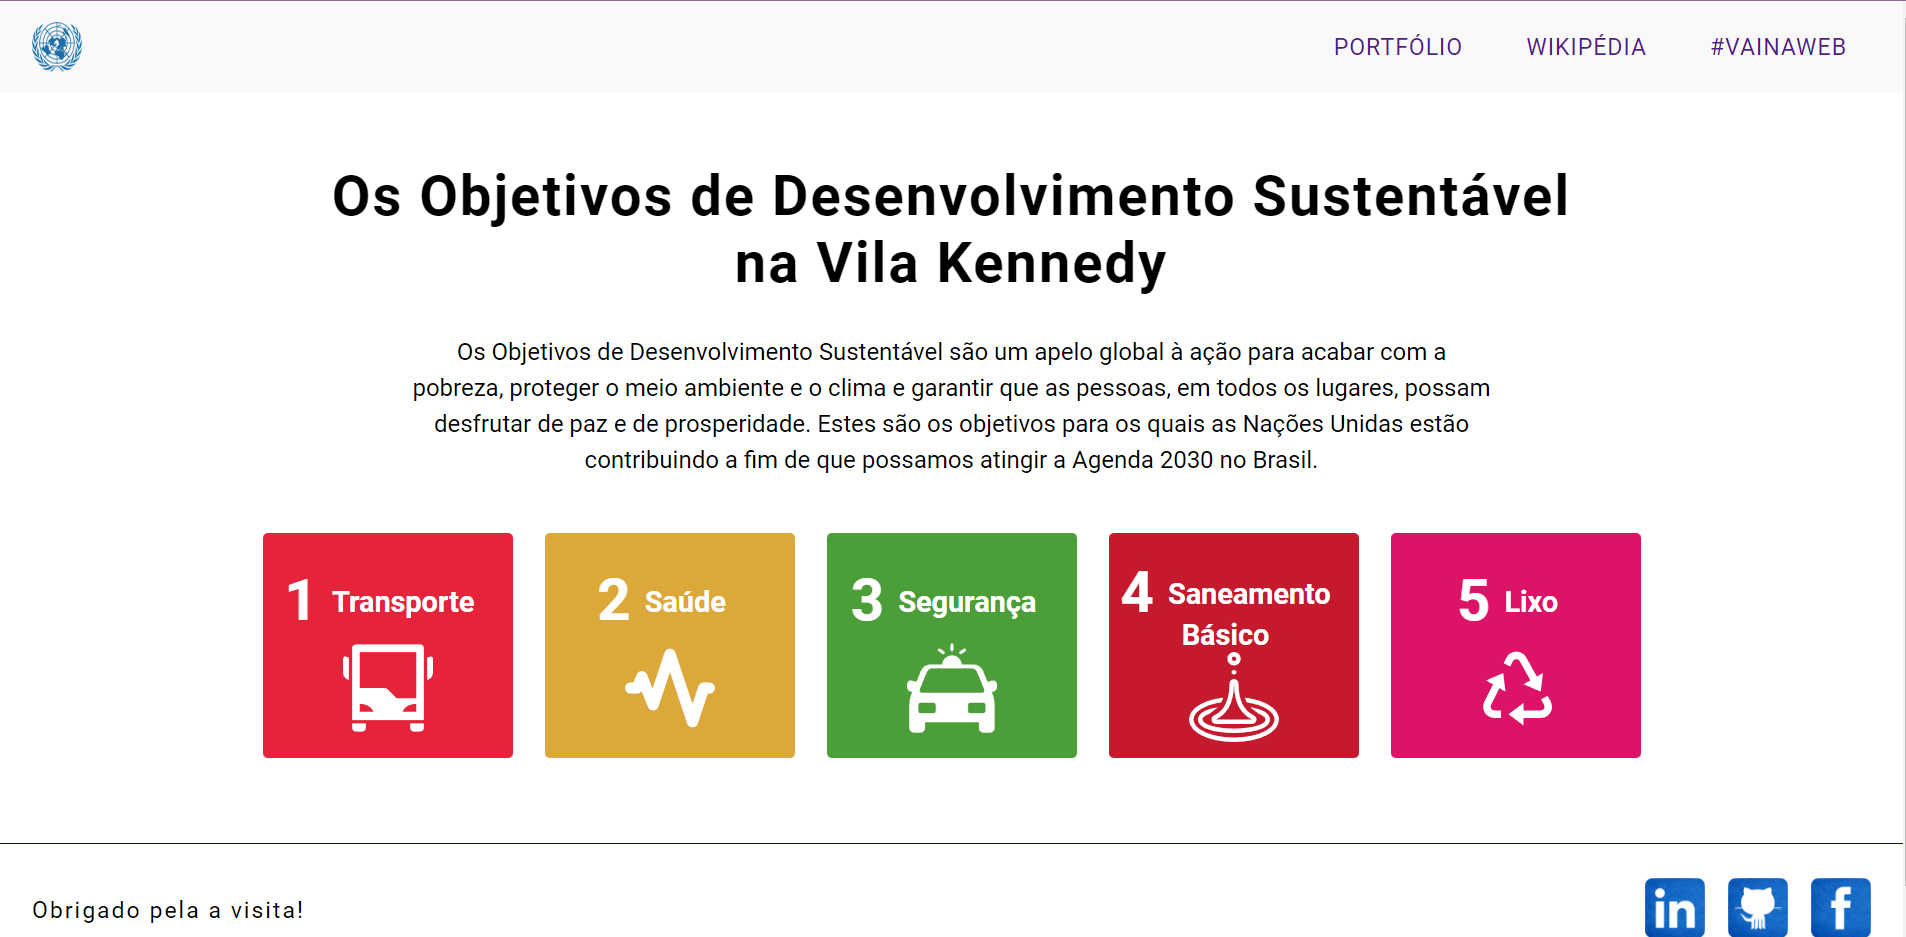 PORTFÓLIO WIKIPÉDIA #VAINAWEB
Os Objetivos de Desenvolvimento Sustentável
na Vila Kennedy
Os Objetivos de Desenvolvimento Sustentável são um apelo global à ação para acabar com a
pobreza, proteger o meio ambiente e o clima e garantir que as pessoas, em todos os lugares, possam
desfrutar de paz e de prosperidade. Estes são os objetivos para os quais as Nações Unidas estão
contribuindo a fim de que possamos atingir a Agenda 2030 no Brasil.
1 Transporte
2 Saúde
3 Segurança
4 Saneamento
Básico
5 Lixo
Obrigado pela a visita!
in f